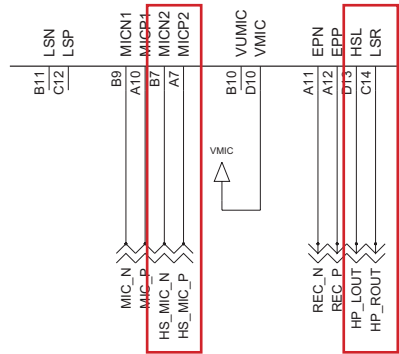 LSN
LSP
MICN1
MICP1
MICN2
MICP2
VUMIC
VMIC
EPN
EPP
HSL
LSR
B11
C12
B9
A10
B7
A7
B10
D10
A11
A12
D13
C14
VMIC
MIC_N
MIC_P
HS_MIC_N
HS_MIC_P
REC_N
REC_P
HP_LOUT
HP_ROUT